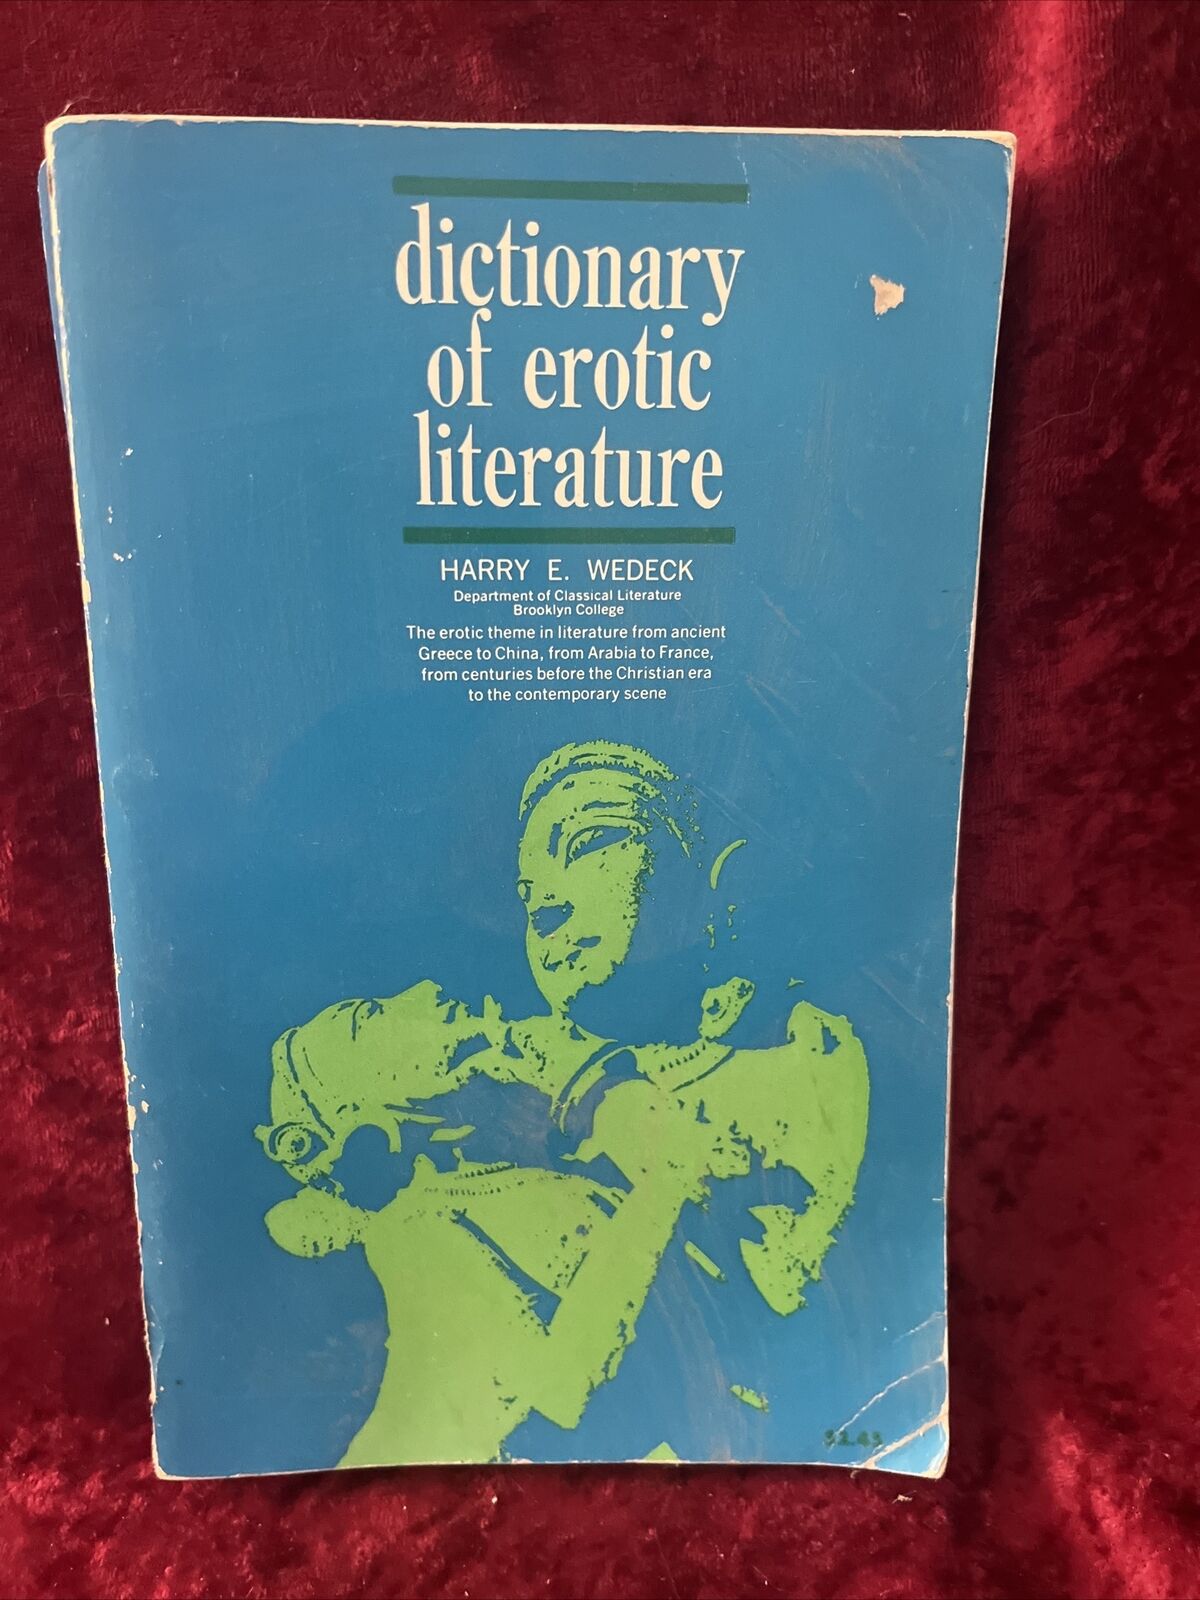 dictionary
of erotic
literature
HARRY E. WEDECK
Department of Classical Literature
Brooklyn College
The erotic theme in literature from ancient
Greece to China, from Arabia to France,
from centuries before the Christian era
to the contemporary scene